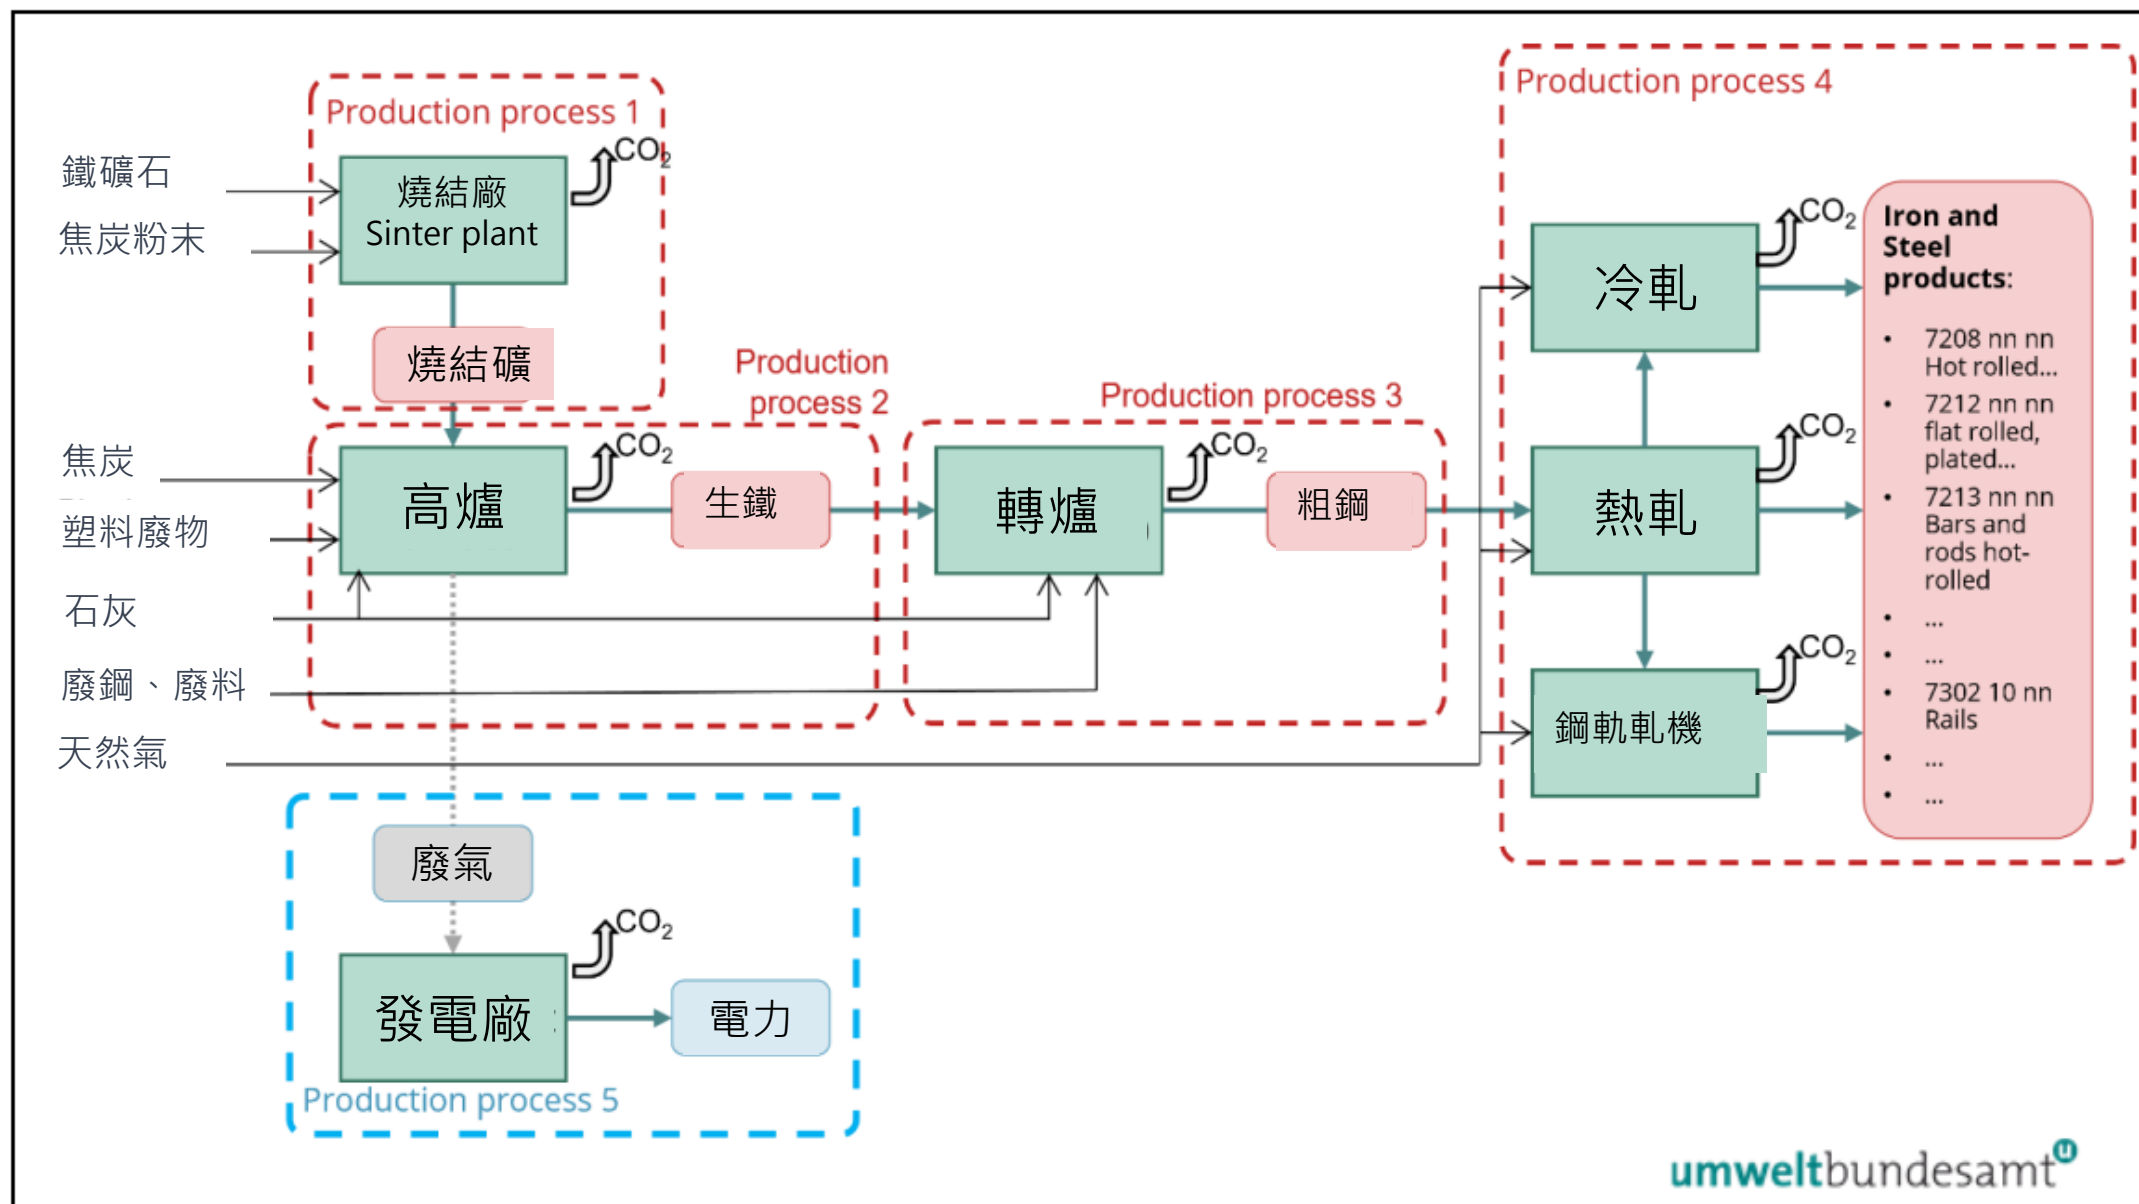 Production process 1
鐵礦石
焦炭粉末
燒結廠
Sinter plant
CO2
燒結礦
Production
process 2
焦炭
塑料廢物
石灰
廢鋼、廢料
天然氣
高爐
CO2
生鐵
Production process 3
轉爐
CO2
粗鋼
Production process 4
冷軋
CO2
熱軋
CO2
鋼軌軋機
CO2
Iron and
Steel
products:
• 7208 nn nn
Hot rolled...
• 7212 nn nn
flat rolled,
plated...
• 7213 nn nn
Bars and
rods hot-
rolled
• ...
• ...
• 7302 10 nn
Rails
• ...
• ...
廢氣
發電廠
CO2
電力
Production process 5
umweltbundesamt u